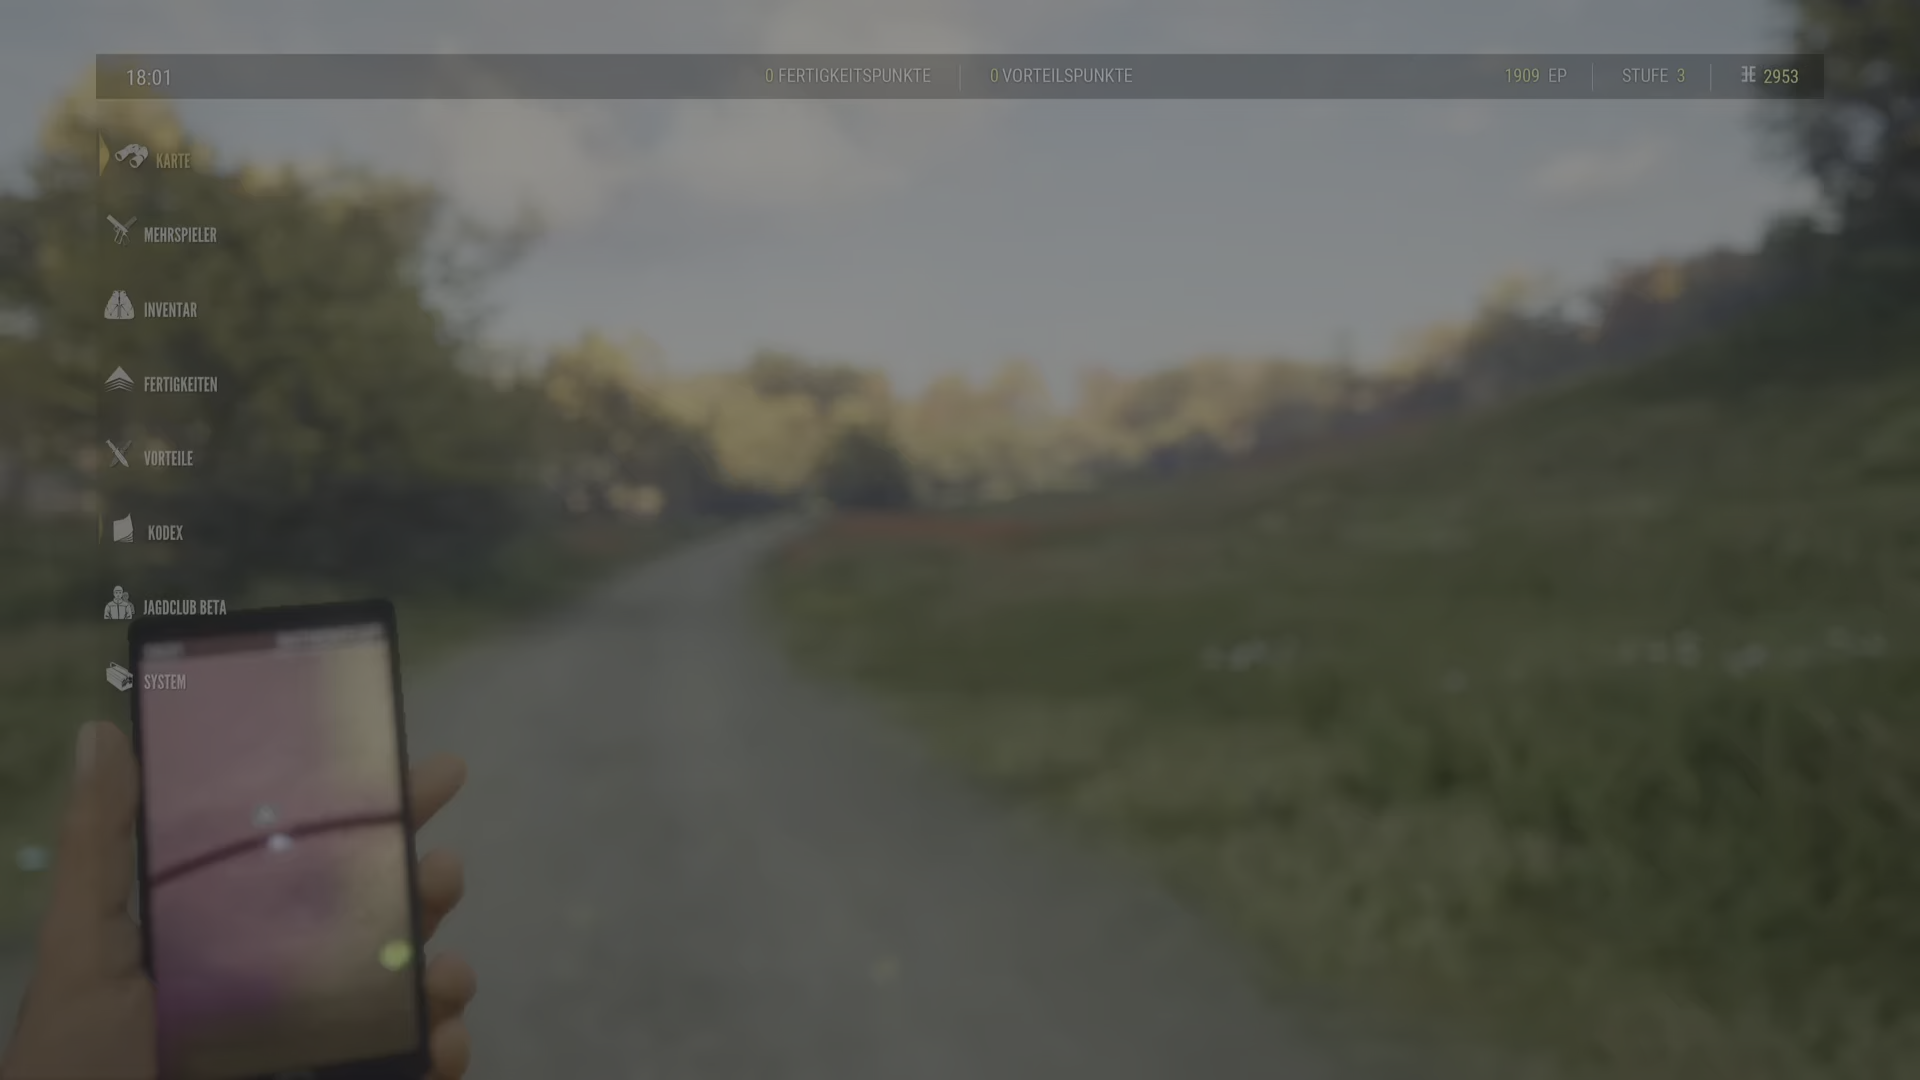 18:01
0 FERTIGKEITSPUNKTE
0 VORTEILSPUNKTE
1909 EP
STUFE 3
2953
KARTE
MEHRSPIELER
INVENTAR
FERTIGKEITEN
VORTEILE
KODEX
JAGDCLUB BETA
SYSTEM